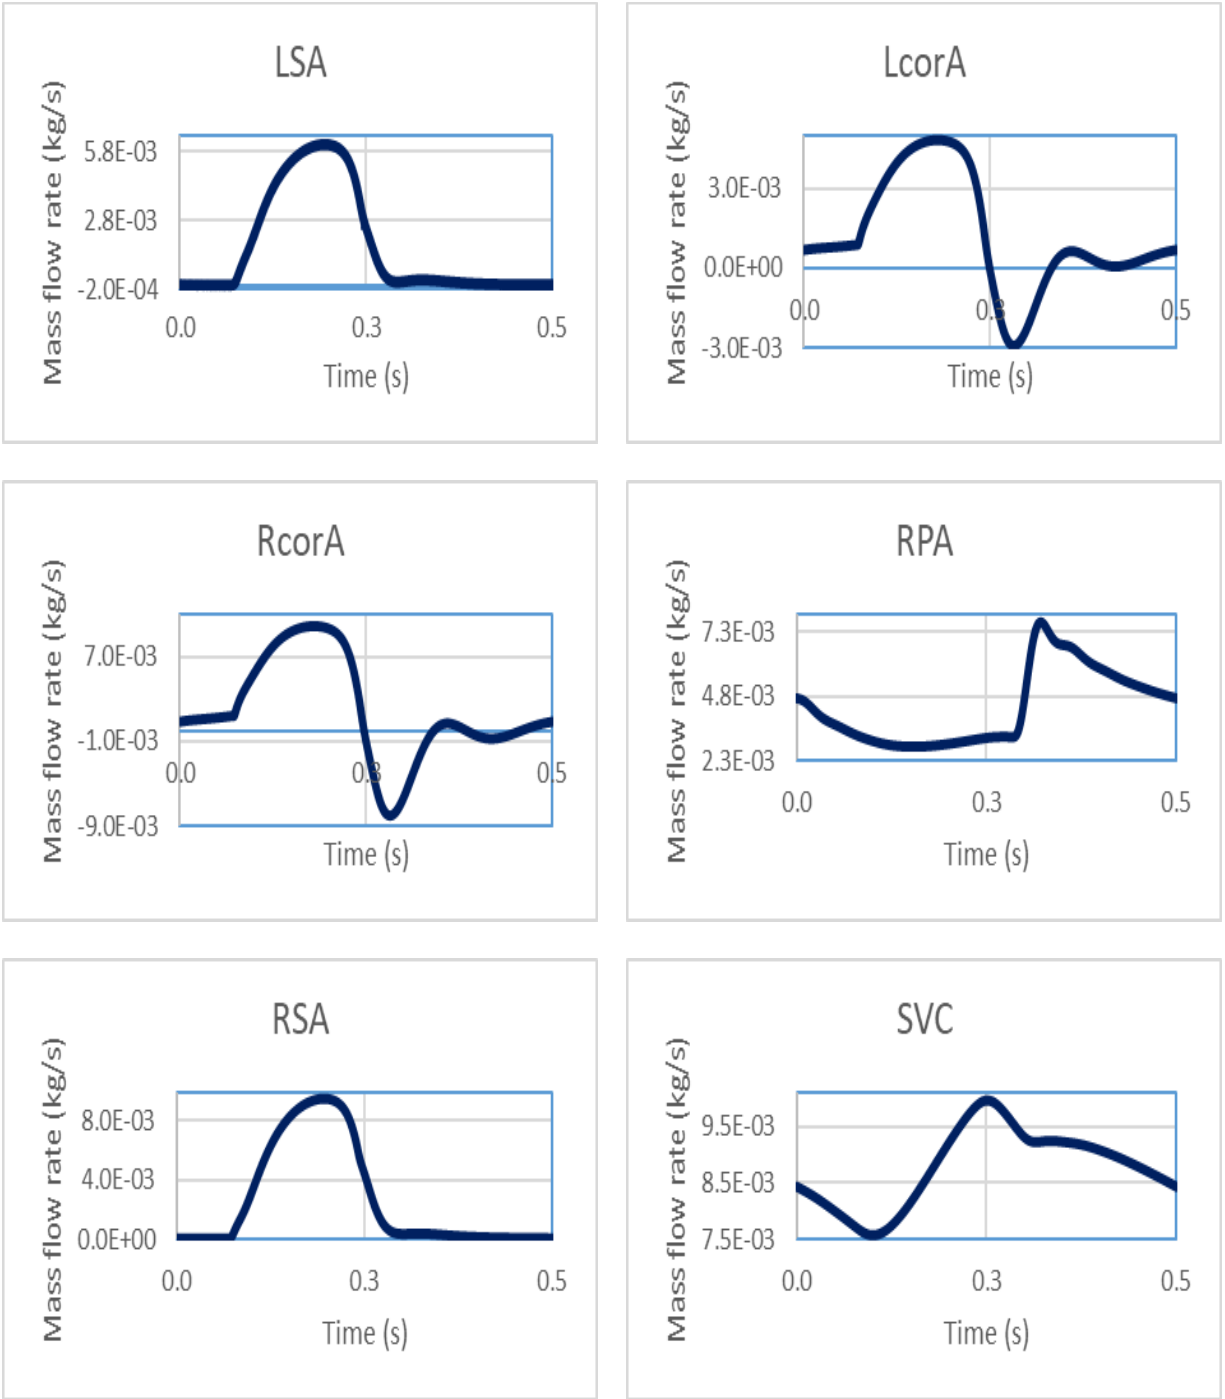 LSA
Mass flow rate (kg/s)
5.8E-03
2.8E-03
-2.0E-04
0.0 0.3 0.5
Time (s)
LcorA
Mass flow rate (kg/s)
3.0E-03
0.0E+00
0.0 0.3 0.5
-3.0E-03
Time (s)
RcorA
Mass flow rate (kg/s)
7.0E-03
-1.0E-03
0.0 0.3 0.5
-9.0E-03
Time (s)
RPA
Mass flow rate (kg/s)
7.3E-03
4.8E-03
2.3E-03
0.0 0.3 0.5
Time (s)
RSA
Mass flow rate (kg/s)
8.0E-03
4.0E-03
0.0E+00
0.0 0.3 0.5
Time (s)
SVC
Mass flow rate (kg/s)
9.5E-03
8.5E-03
7.5E-03
0.0 0.3 0.5
Time (s)